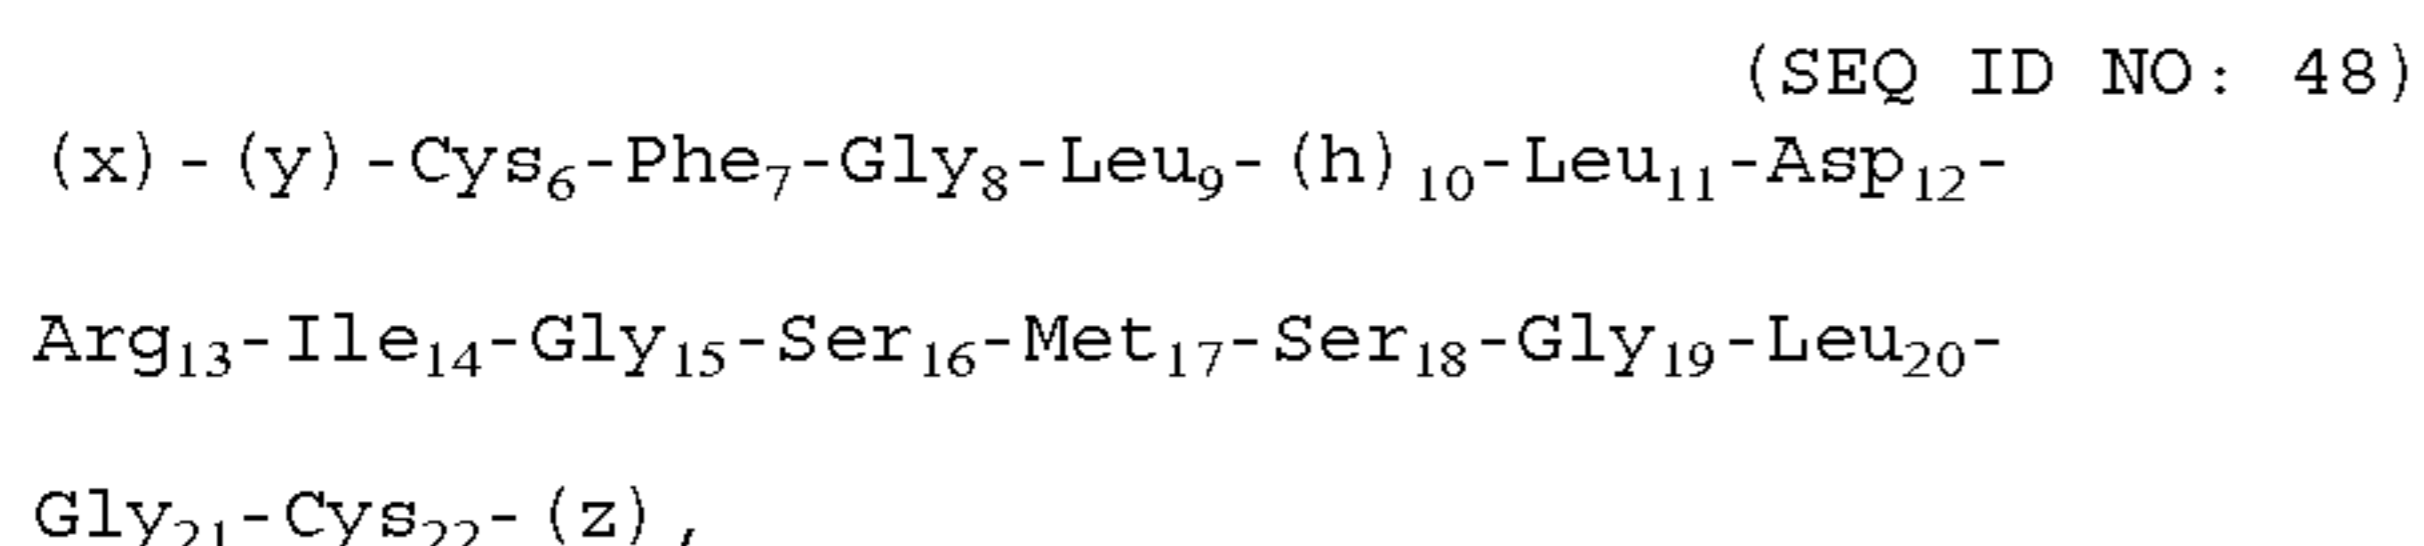 (SEQ ID NO: 48)
(x)-(y)-Cys₆-Phe₇-Gly₈-Leu₉-(h)₁₀-Leu₁₁-Asp₁₂-
Arg₁₃-Ile₁₄-Gly₁₅-Ser₁₆-Met₁₇-Ser₁₈-Gly₁₉-Leu₂₀-
Gly₂₁-Cys₂₂-(z),